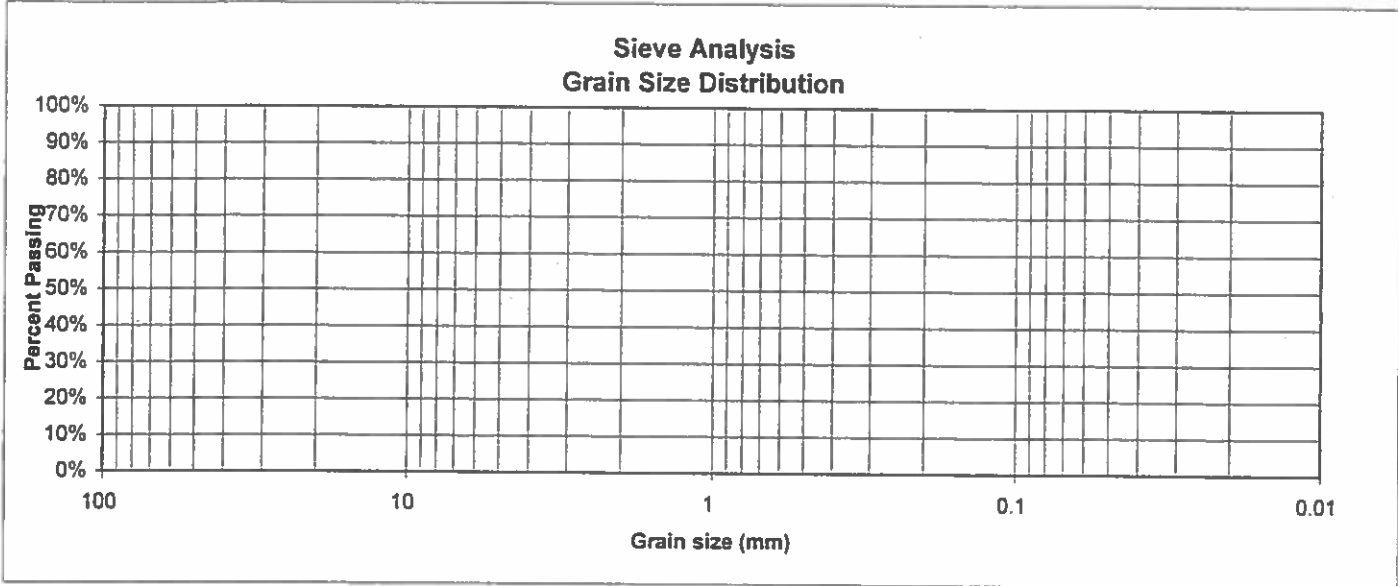 Sieve Analysis
Grain Size Distribution
100%
90%
80%
70%
60%
50%
40%
30%
20%
10%
0%
Percent Passing
100 10 1 0.1 0.01
Grain size (mm)